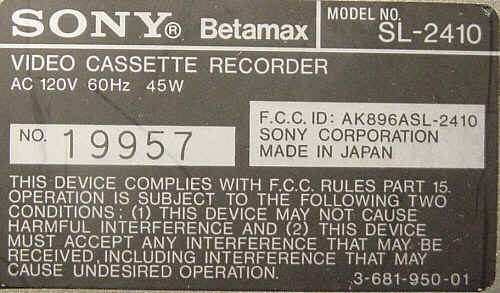 SONY® Betamax MODEL NO. SL-2410
VIDEO CASSETTE RECORDER
AC 120V 60Hz 45W
NO. 19957
F.C.C. ID: AK896ASL-2410
SONY CORPORATION
MADE IN JAPAN
THIS DEVICE COMPLIES WITH F.C.C. RULES PART 15.
OPERATION IS SUBJECT TO THE FOLLOWING TWO
CONDITIONS: (1) THIS DEVICE MAY NOT CAUSE
HARMFUL INTERFERENCE AND (2) THIS DEVICE
MUST ACCEPT ANY INTERFERENCE THAT MAY BE
RECEIVED, INCLUDING INTERFERENCE THAT MAY
CAUSE UNDESIRED OPERATION.
3-681-950-01